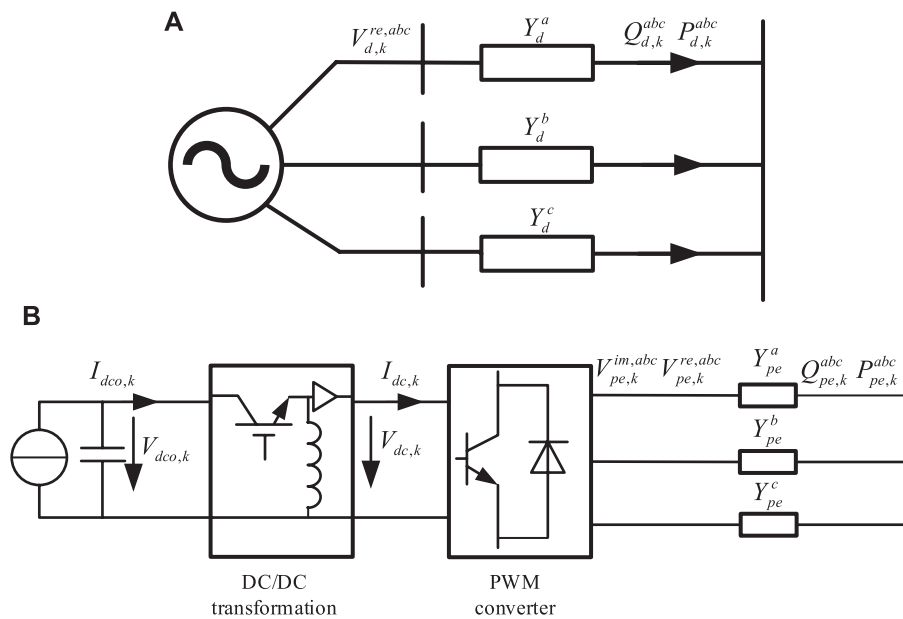 A
V_{d,k}^{re,abc}
Y_d^a
Q_{d,k}^{abc} P_{d,k}^{abc}
Y_d^b
Y_d^c
B
I_{dco,k}
I_{dc,k}
V_{pe,k}^{im,abc} V_{pe,k}^{re,abc}
Y_{pe}^a
Q_{pe,k}^{abc} P_{pe,k}^{abc}
V_{dco,k}
V_{dc,k}
Y_{pe}^b
Y_{pe}^c
DC/DC
transformation
PWM
converter